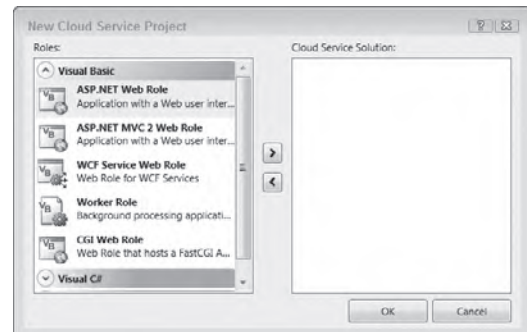 New Cloud Service Project
Roles:
Visual Basic
ASP.NET Web Role
Application with a Web user inter...
ASP.NET MVC 2 Web Role
Application with a Web user inter...
WCF Service Web Role
Web Role for WCF Services
Worker Role
Background processing applicati...
CGI Web Role
Web Role that hosts a FastCGI A...
Visual C#
Cloud Service Solution:
OK
Cancel